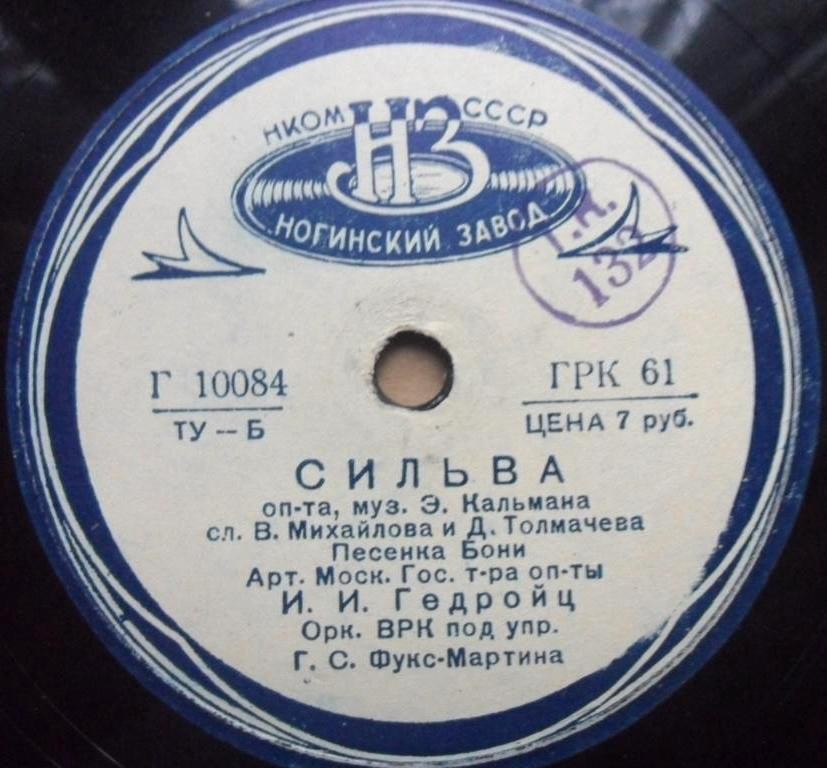 НКОМ НЗ СССР
НОГИНСКИЙ ЗАВОД
132
Г 10084
ТУ — Б
ГРК 61
ЦЕНА 7 руб.
СИЛЬВА
оп-та, муз. Э. Кальмана
сл. В. Михайлова и Д. Толмачева
Песенка Бони
Арт. Моск. Гос. т-ра оп-ты
И. И. Гедройц
Орк. ВРК под упр.
Г. С. Фукс-Мартина